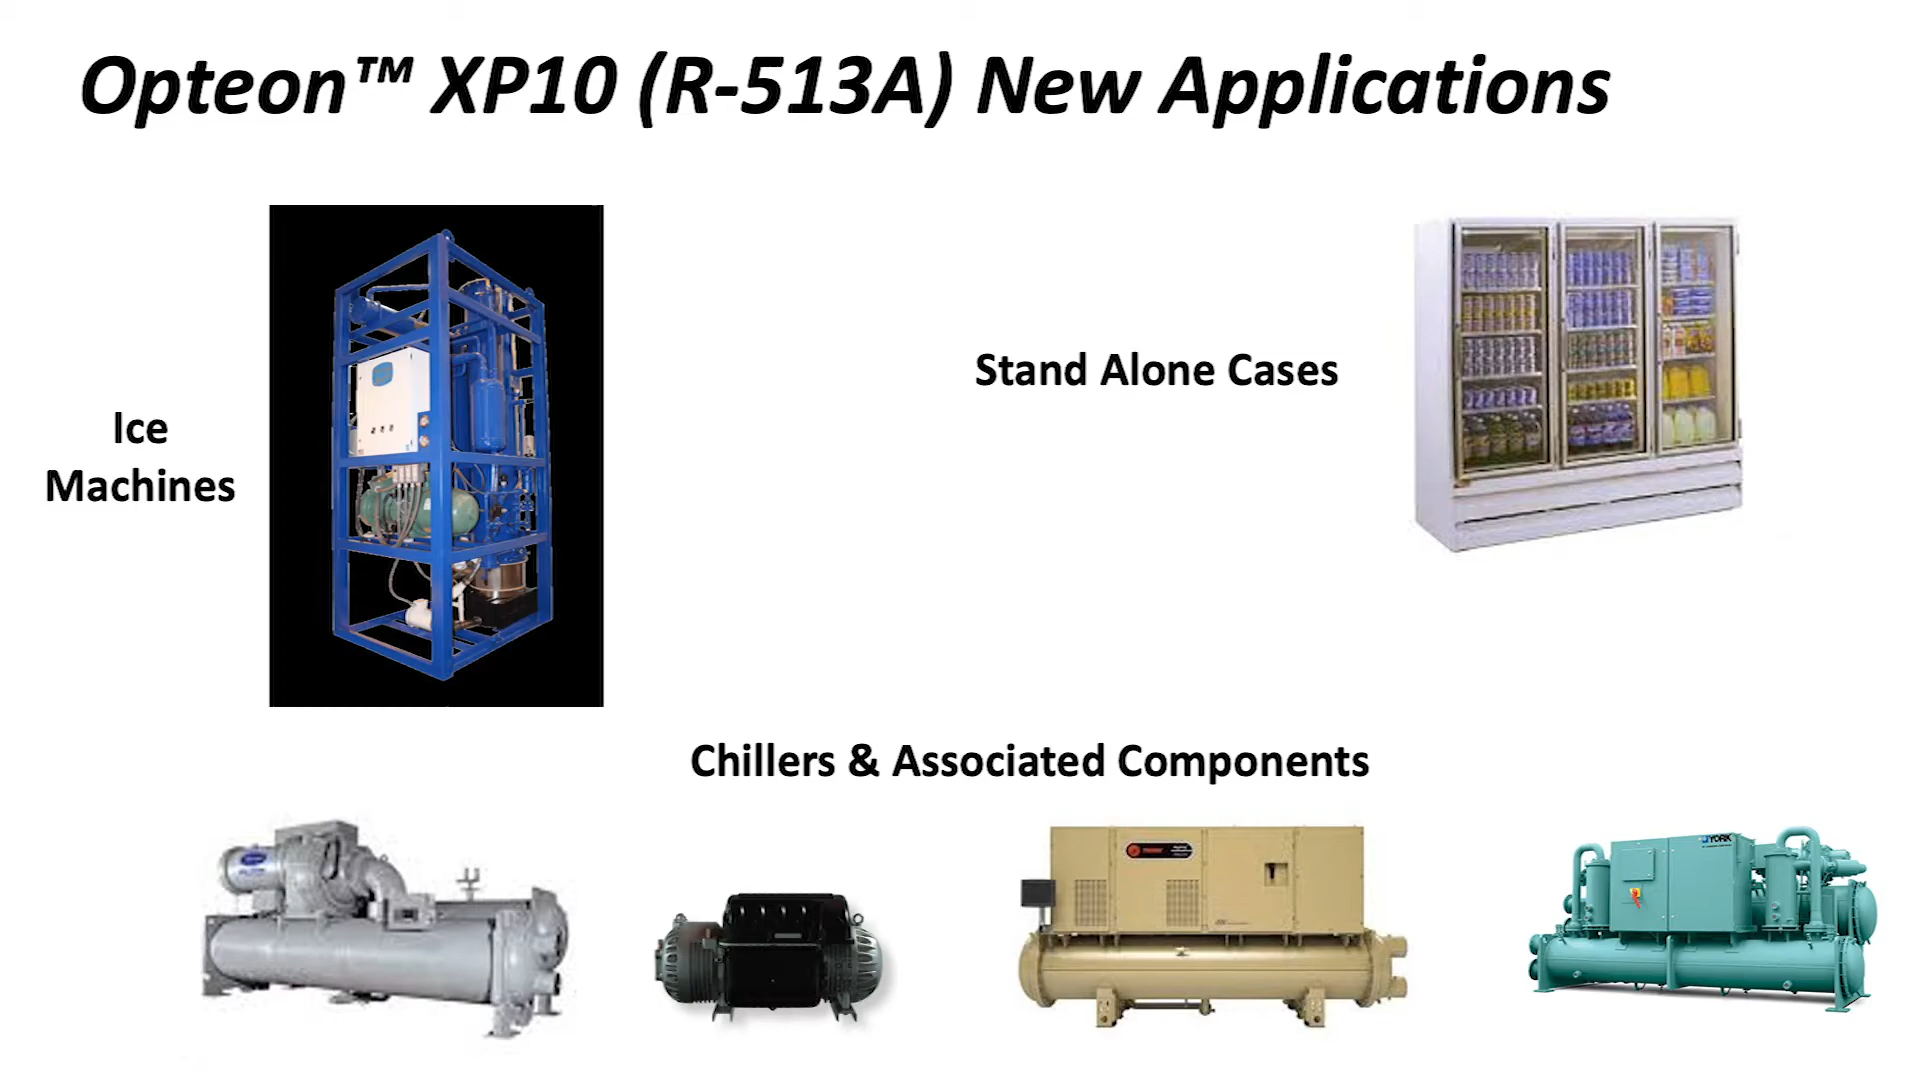 Opteon™ XP10 (R-513A) New Applications
Ice
Machines
Stand Alone Cases
Chillers & Associated Components
YORK